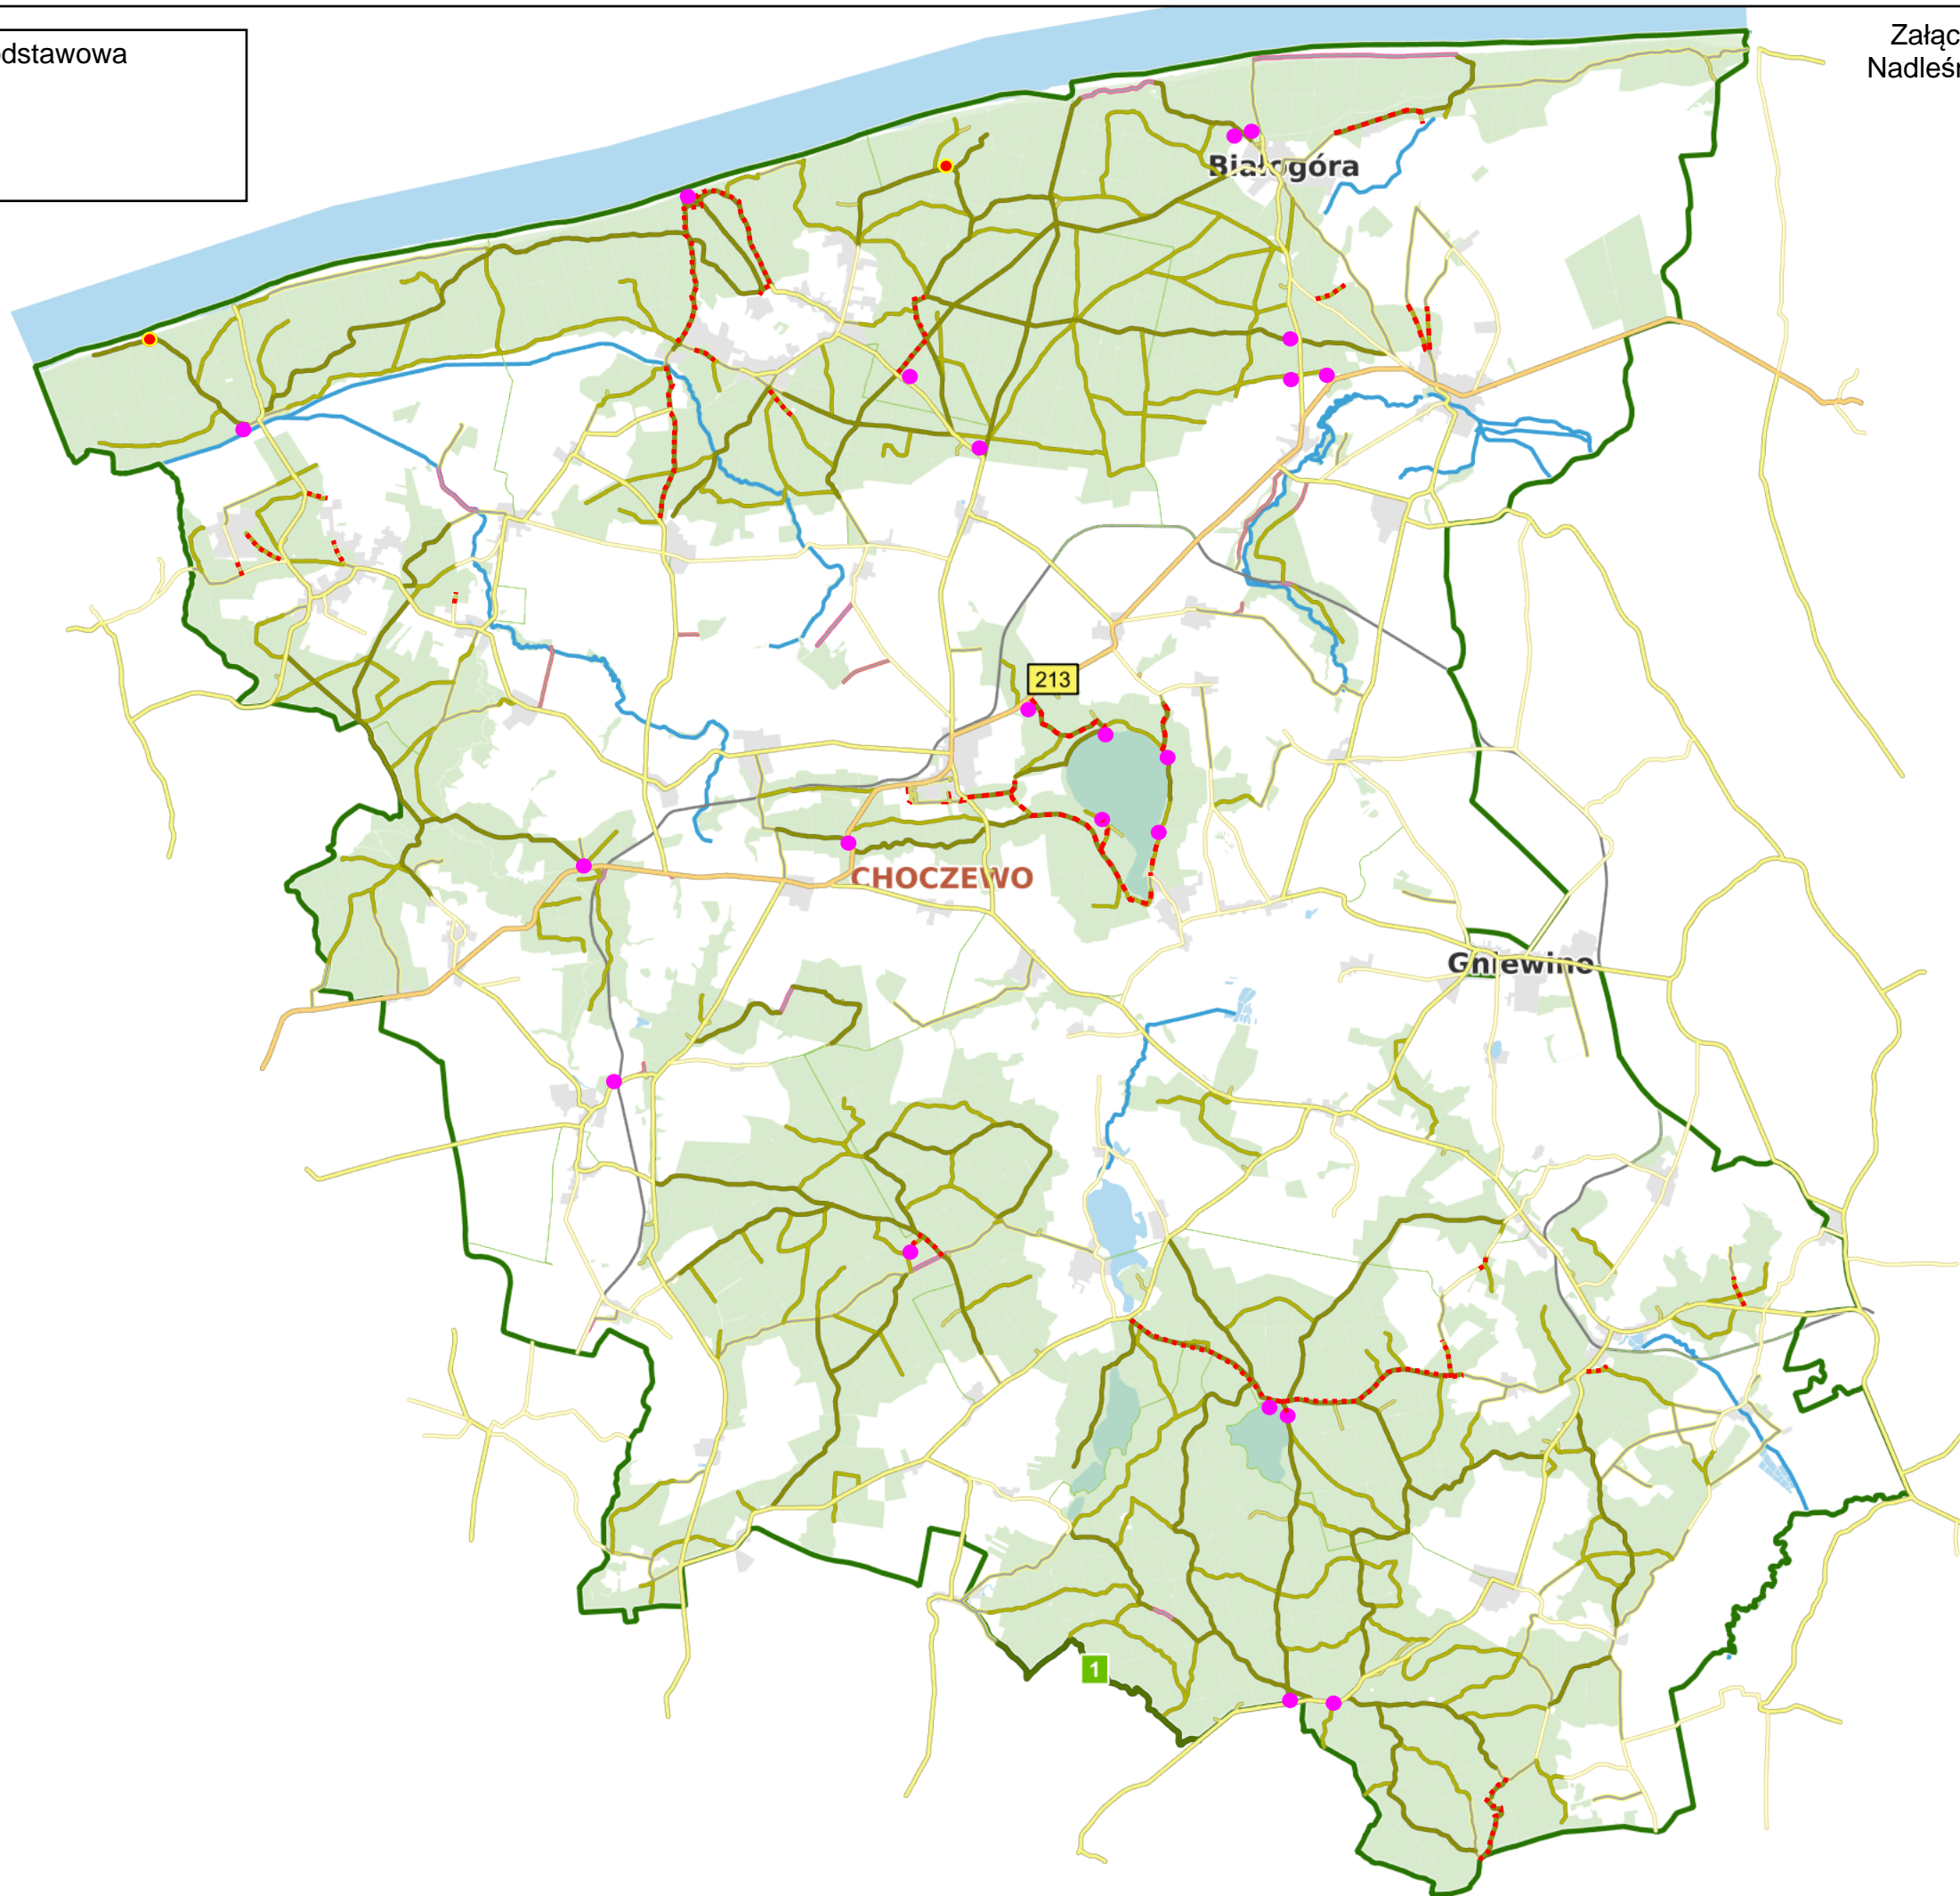 dstawowa
Załąc
Nadleśn
Białogóra
213
CHOCZEWO
Gniewino
1